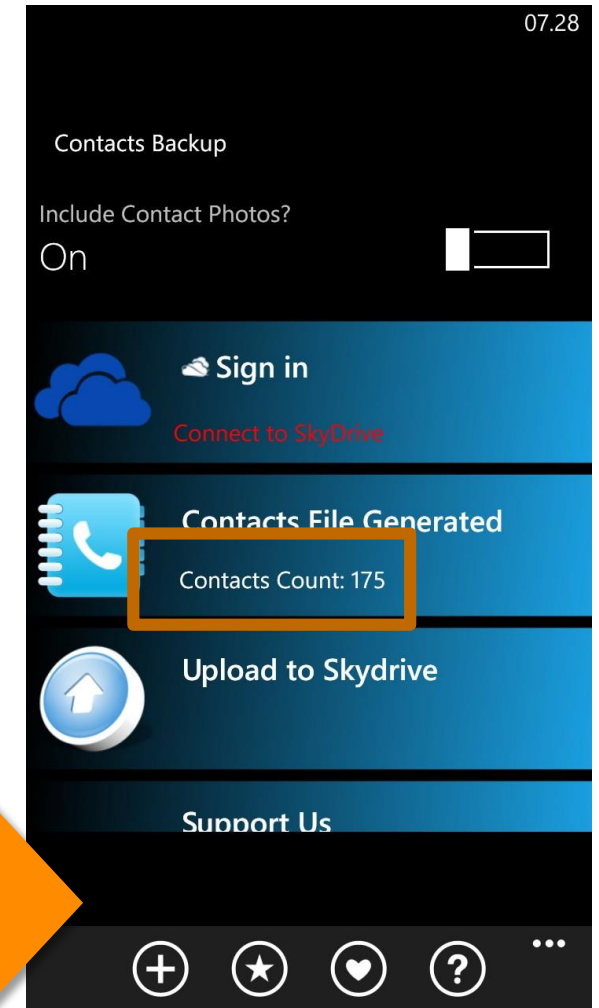 07.28
Contacts Backup
Include Contact Photos?
On
Sign in
Connect to SkyDrive
Contacts File Generated
Contacts Count: 175
Upload to Skydrive
Support Us